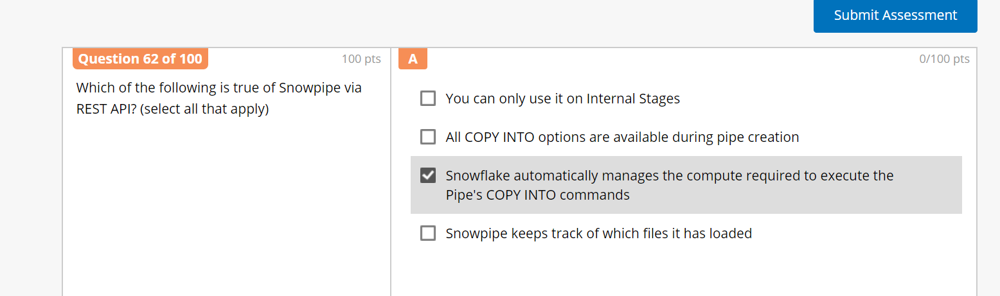 Submit Assessment
Question 62 of 100
100 pts
Which of the following is true of Snowpipe via
REST API? (select all that apply)
A
0/100 pts
You can only use it on Internal Stages
All COPY INTO options are available during pipe creation
Snowflake automatically manages the compute required to execute the
Pipe's COPY INTO commands
Snowpipe keeps track of which files it has loaded